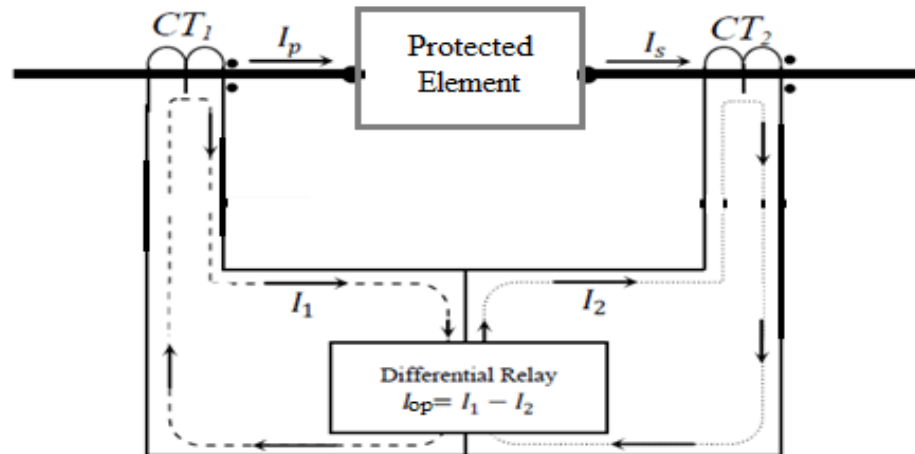 CT₁
Iₚ
Protected
Element
Iₛ
CT₂
I₁
I₂
Differential Relay
Iop= I₁ − I₂